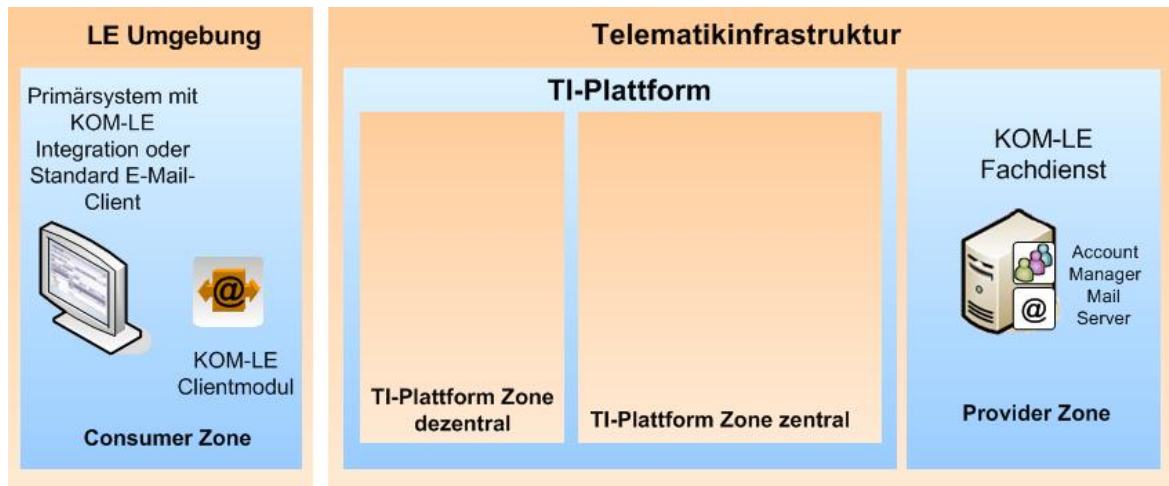 LE Umgebung
Primärsystem mit
KOM-LE
Integration oder
Standard E-Mail-
Client
@
KOM-LE
Clientmodul
Consumer Zone
Telematikinfrastruktur
TI-Plattform
TI-Plattform Zone
dezentral
TI-Plattform Zone zentral
KOM-LE
Fachdienst
Account
Manager
Mail
Server
@
Provider Zone